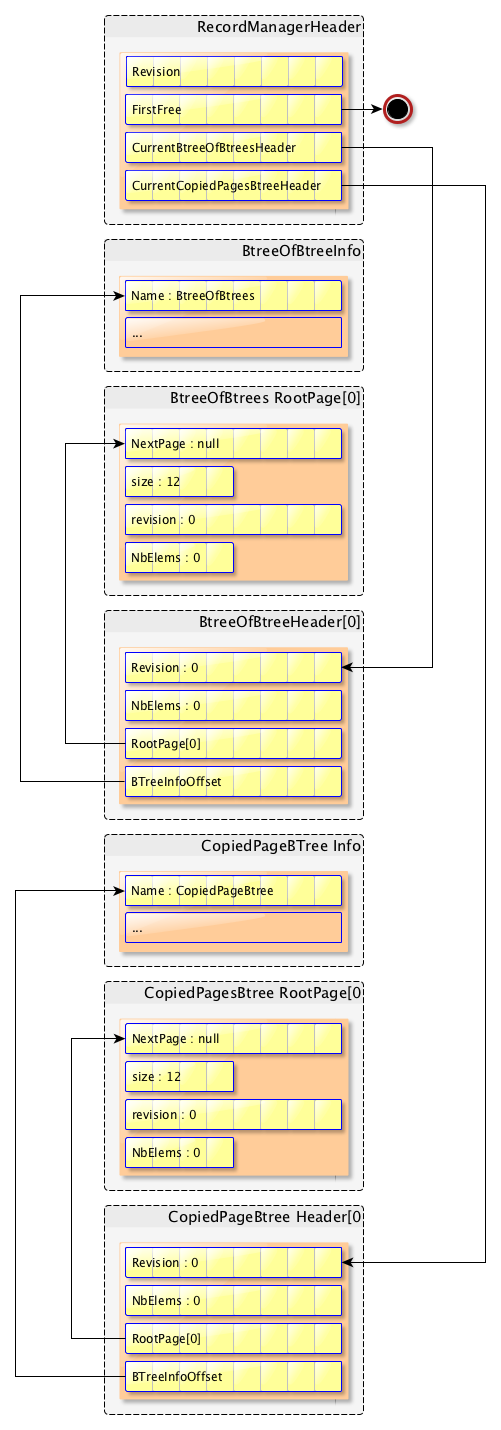 RecordManagerHeader
Revision
FirstFree
CurrentBtreeOfBtreesHeader
CurrentCopiedPagesBtreeHeader
BtreeOfBtreeInfo
Name : BtreeOfBtrees
...
BtreeOfBtrees RootPage[0]
NextPage : null
size : 12
revision : 0
NbElems : 0
BtreeOfBtreeHeader[0]
Revision : 0
NbElems : 0
RootPage[0]
BTreeInfoOffset
CopiedPageBTree Info
Name : CopiedPageBtree
...
CopiedPagesBtree RootPage[0
NextPage : null
size : 12
revision : 0
NbElems : 0
CopiedPageBtree Header[0
Revision : 0
NbElems : 0
RootPage[0]
BTreeInfoOffset